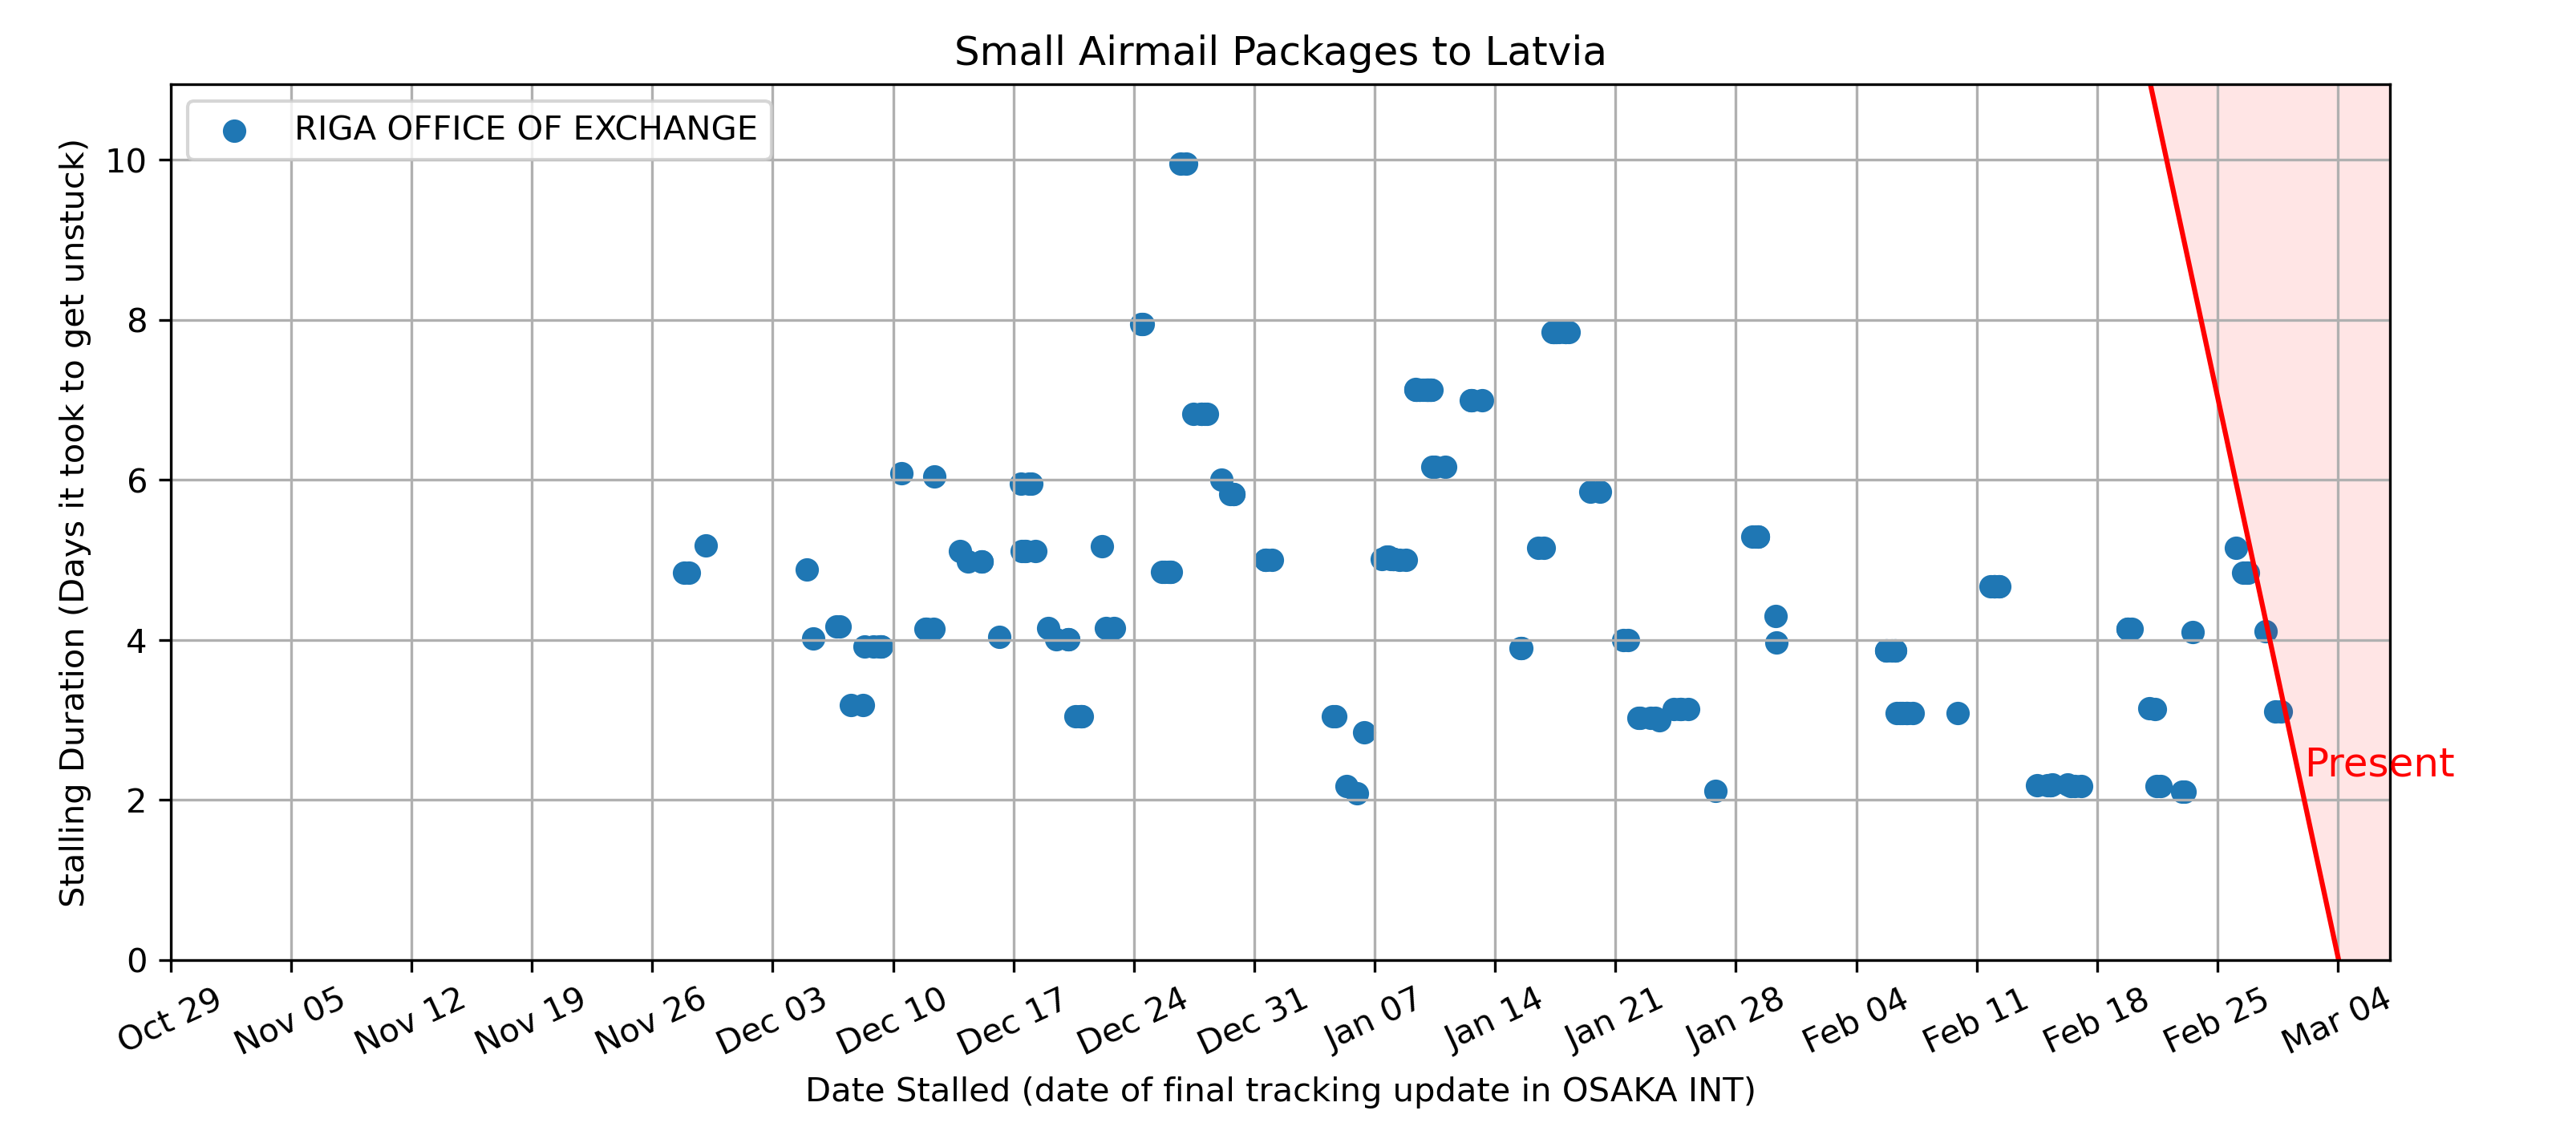 Small Airmail Packages to Latvia
RIGA OFFICE OF EXCHANGE
Stalling Duration (Days it took to get unstuck)
10
8
6
4
2
0
Present
Oct 29 Nov 05 Nov 12 Nov 19 Nov 26 Dec 03 Dec 10 Dec 17 Dec 24 Dec 31 Jan 07 Jan 14 Jan 21 Jan 28 Feb 04 Feb 11 Feb 18 Feb 25 Mar 04
Date Stalled (date of final tracking update in OSAKA INT)